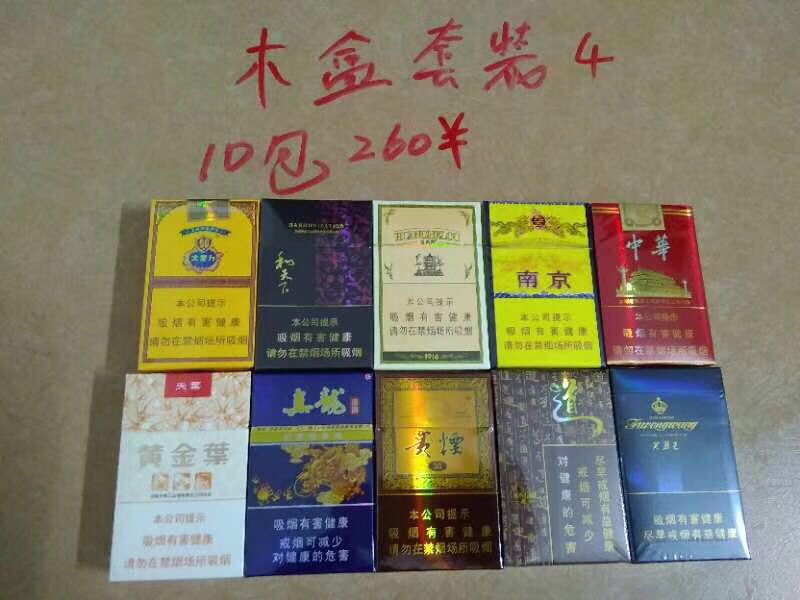 木盒套装4
10包 260¥
大重九
本公司提示
吸烟有害健康
请勿在禁烟场所吸烟
和天下
本公司提示
吸烟有害健康
请勿在禁烟场所吸烟
本公司提示
吸烟有害健康
请勿在禁烟场所吸烟
1916
南京
本公司提示
吸烟有害健康
请勿在禁烟场所吸烟
中華
本公司提示
吸烟有害健康
请勿在禁烟场所吸烟
天葉
黄金葉
本公司提示
吸烟有害健康
请勿在禁烟场所吸烟
真龍
吸烟有害健康
戒烟可减少
对健康的危害
貴煙
本公司提示
吸烟有害健康
请勿在禁烟场所吸烟
道
尽早戒烟有益健康
戒烟可减少
对健康的危害
Furongwang
吸烟有害健康
尽早戒烟有益健康